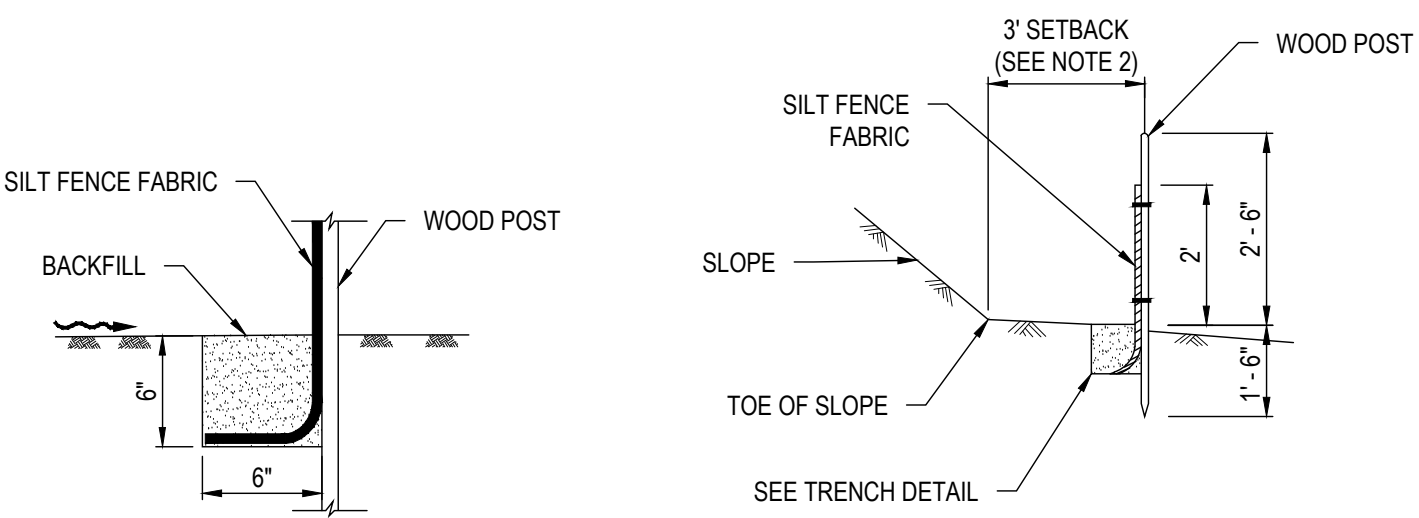 SILT FENCE FABRIC
WOOD POST
BACKFILL
6"
6"
3' SETBACK
(SEE NOTE 2)
WOOD POST
SILT FENCE
FABRIC
SLOPE
2'
2' - 6"
1' - 6"
TOE OF SLOPE
SEE TRENCH DETAIL